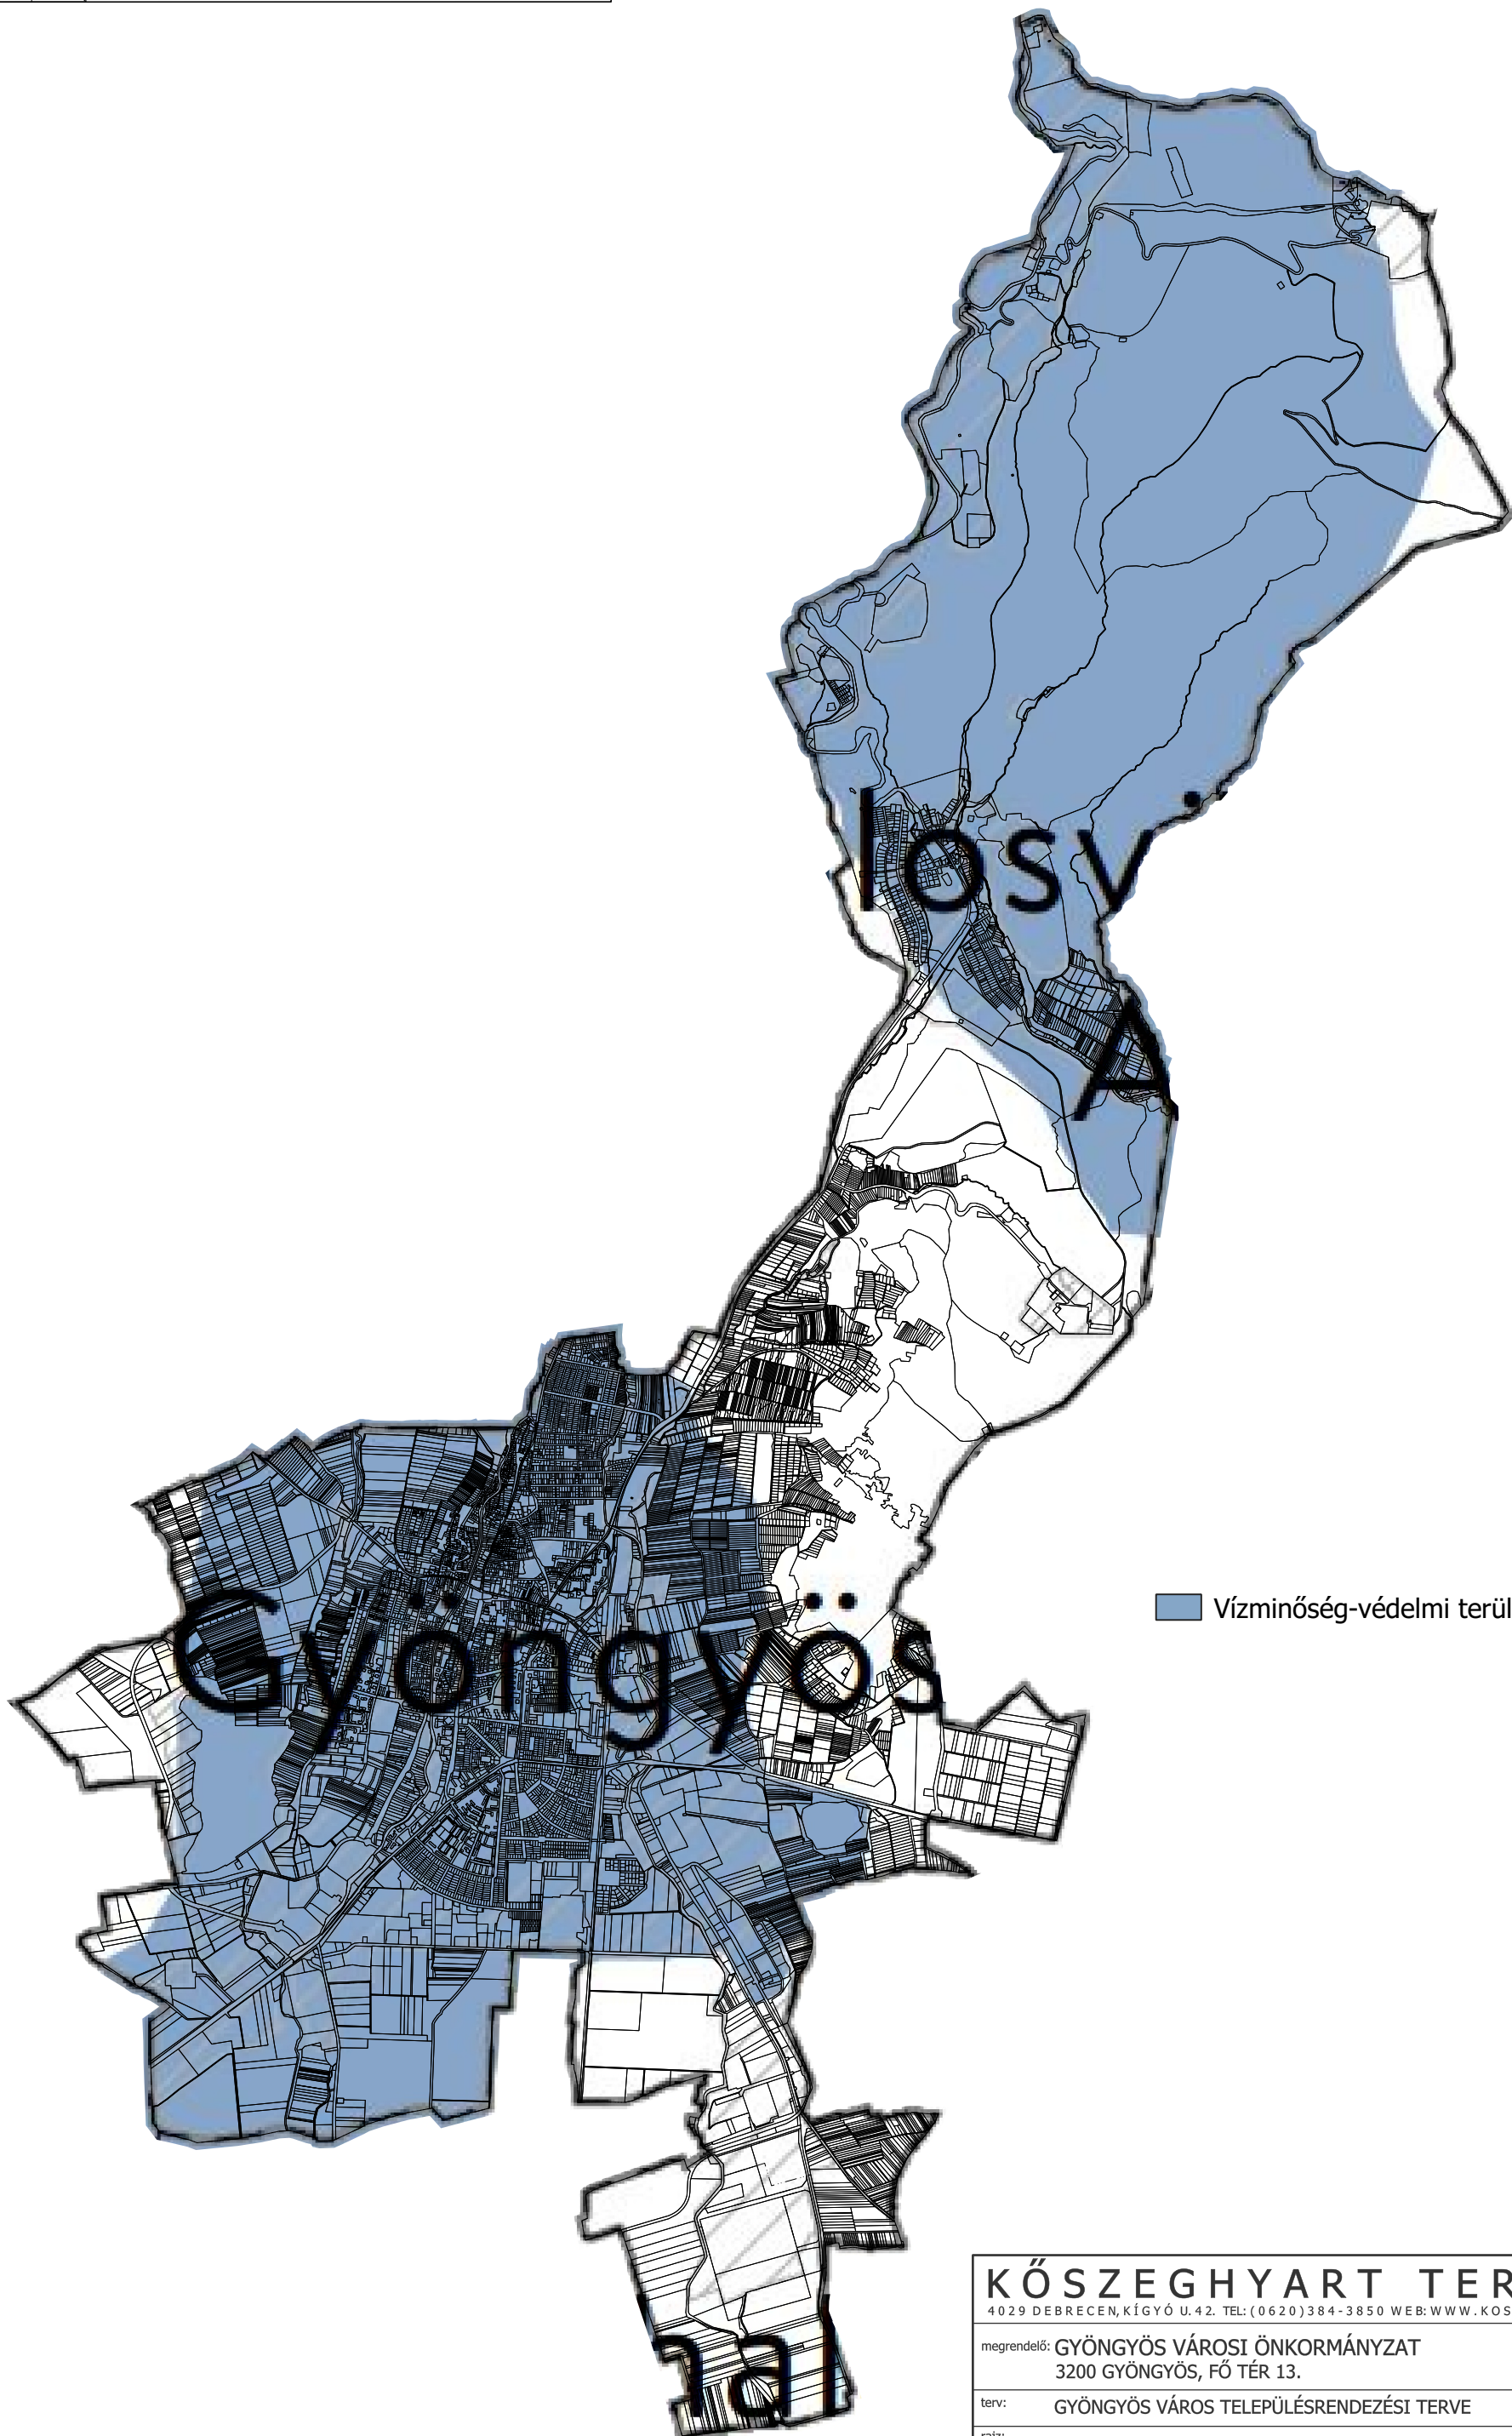 losv
A
Gyöngyös
Vízminőség-védelmi terül
hal
KŐSZEGHYART TER
4029 DEBRECEN, KÍGYÓ U. 42. TEL: (0620)384-3850 WEB: WWW.KOS
megrendelő: GYÖNGYÖS VÁROSI ÖNKORMÁNYZAT
3200 GYÖNGYÖS, FŐ TÉR 13.
terv: GYÖNGYÖS VÁROS TELEPÜLÉSRENDEZÉSI TERVE